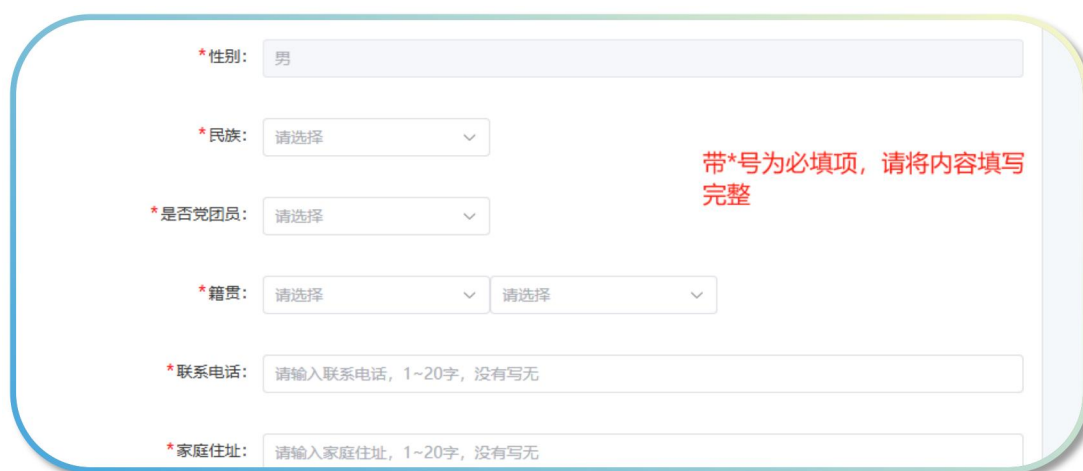 *性别： 男
*民族： 请选择
带*号为必填项，请将内容填写
完整
*是否党团员： 请选择
*籍贯： 请选择 请选择
*联系电话： 请输入联系电话，1~20字，没有写无
*家庭住址： 请输入家庭住址，1~20字，没有写无